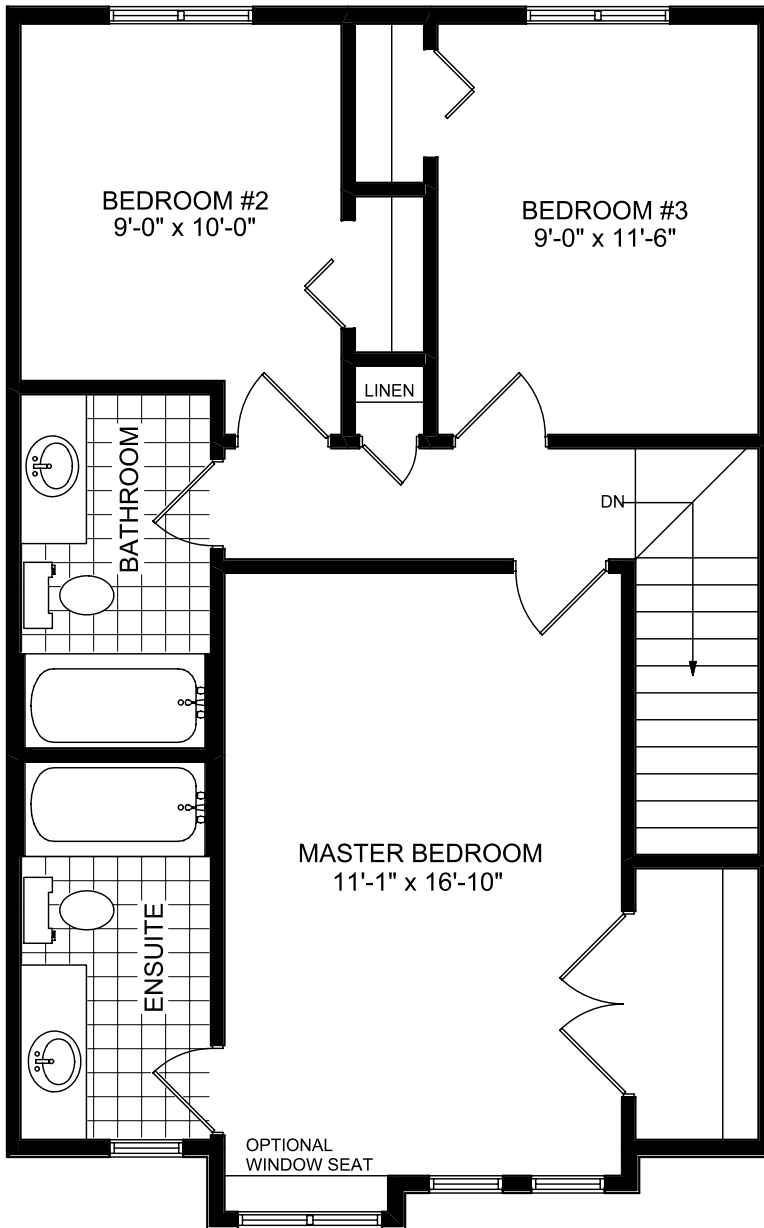 BEDROOM #2
9'-0" x 10'-0"
BEDROOM #3
9'-0" x 11'-6"
LINEN
BATHROOM
DN
MASTER BEDROOM
11'-1" x 16'-10"
ENSUITE
OPTIONAL
WINDOW SEAT